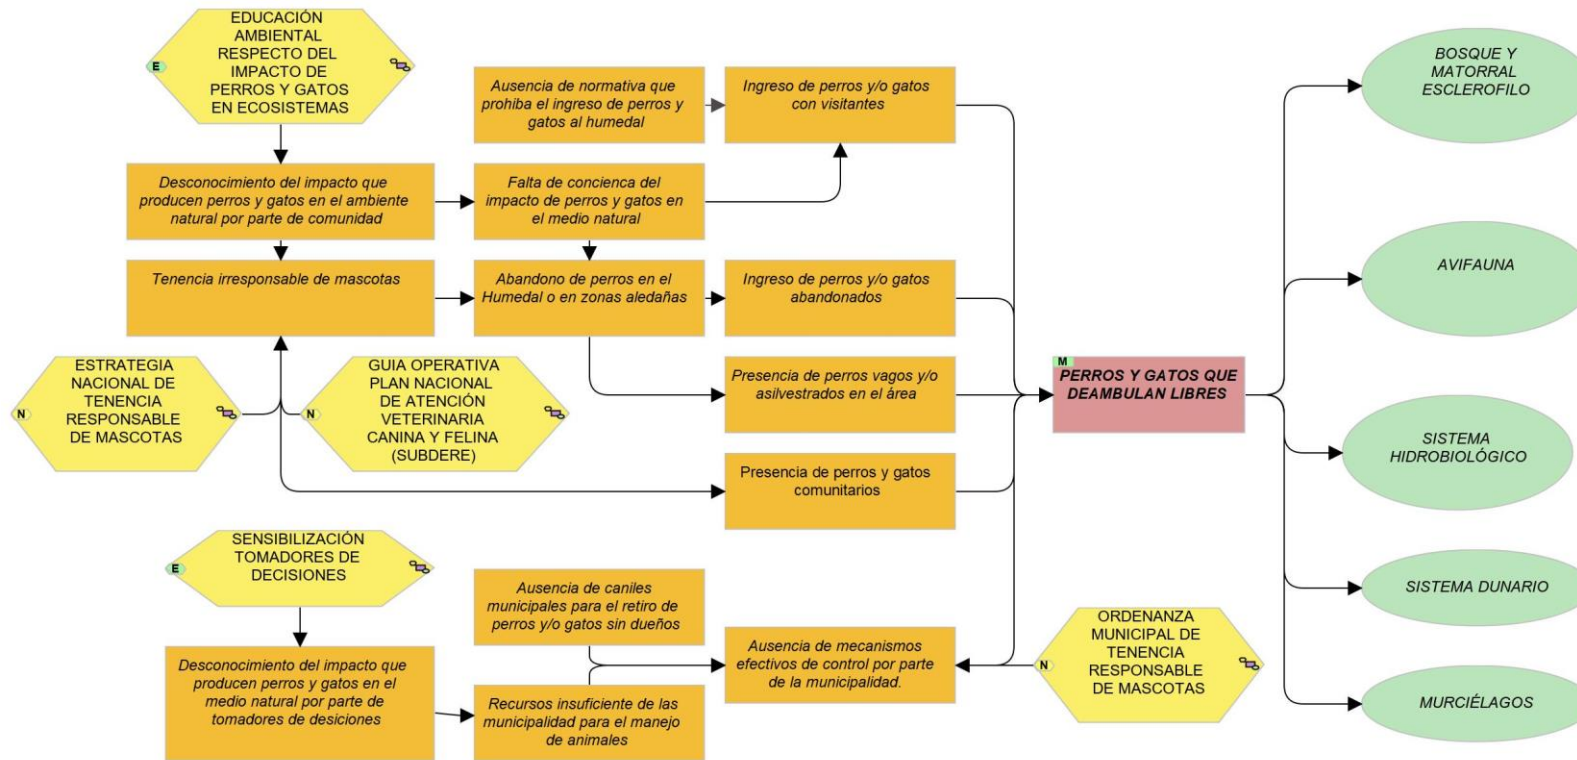 EDUCACIÓN
AMBIENTAL
RESPECTO DEL
IMPACTO DE
PERROS Y GATOS
EN ECOSISTEMAS
E
Ausencia de normativa que
prohiba el ingreso de perros y
gatos al humedal
Ingreso de perros y/o gatos
con visitantes
BOSQUE Y
MATORRAL
ESCLEROFILO
Desconocimiento del impacto que
producen perros y gatos en el ambiente
natural por parte de comunidad
Falta de conciencia del
impacto de perros y gatos en
el medio natural
Tenencia irresponsable de mascotas
Abandono de perros en el
Humedal o en zonas aledañas
Ingreso de perros y/o gatos
abandonados
AVIFAUNA
ESTRATEGIA
NACIONAL DE
TENENCIA
RESPONSABLE
DE MASCOTAS
N
GUIA OPERATIVA
PLAN NACIONAL
DE ATENCIÓN
VETERINARIA
CANINA Y FELINA
(SUBDERE)
N
Presencia de perros vagos y/o
asilvestrados en el área
M
PERROS Y GATOS QUE
DEAMBULAN LIBRES
SISTEMA
HIDROBIOLÓGICO
Presencia de perros y gatos
comunitarios
SENSIBILIZACIÓN
TOMADORES DE
DECISIONES
E
Ausencia de caniles
municipales para el retiro de
perros y/o gatos sin dueños
SISTEMA DUNARIO
Desconocimiento del impacto que
producen perros y gatos en el
medio natural por parte de
tomadores de desiciones
Recursos insuficiente de las
municipalidad para el manejo
de animales
Ausencia de mecanismos
efectivos de control por parte
de la municipalidad.
ORDENANZA
MUNICIPAL DE
TENENCIA
RESPONSABLE
DE MASCOTAS
N
MURCIÉLAGOS